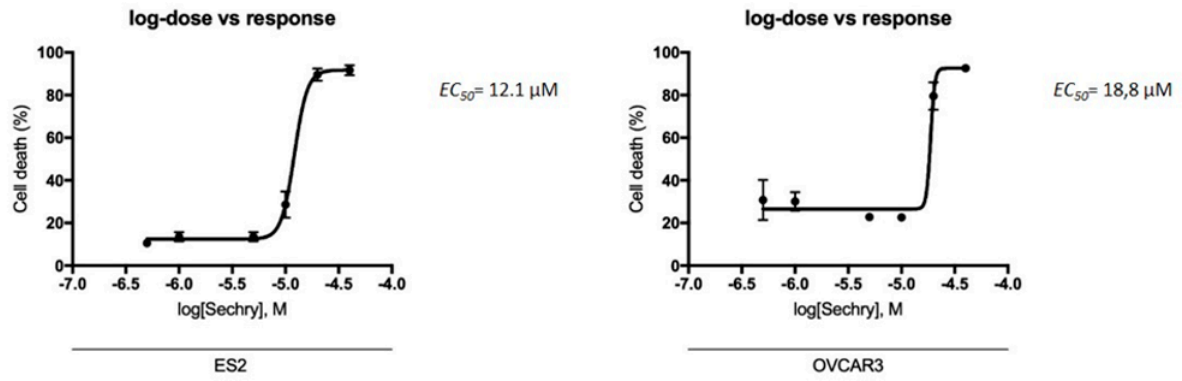 log-dose vs response
100
80
60
40
20
0
Cell death (%)
-7.0 -6.5 -6.0 -5.5 -5.0 -4.5 -4.0
log[Sechry], M
ES2
EC50= 12.1 µM
log-dose vs response
100
80
60
40
20
0
Cell death (%)
-7.0 -6.5 -6.0 -5.5 -5.0 -4.5 -4.0
log[Sechry], M
OVCAR3
EC50= 18,8 µM